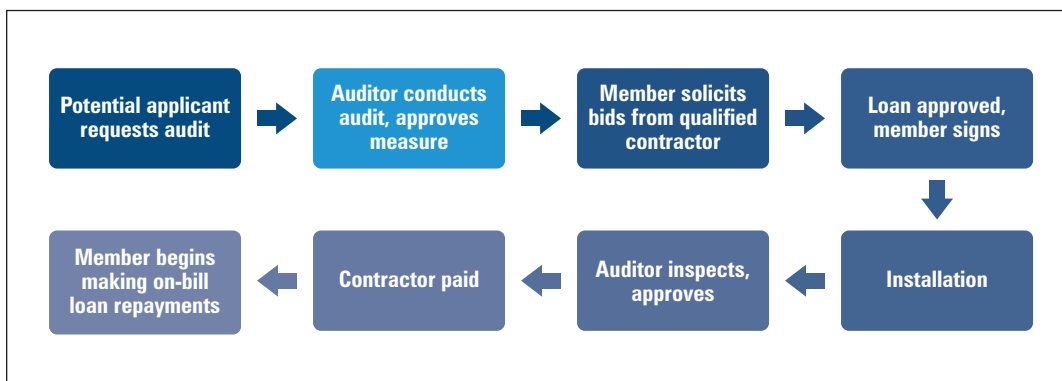 Potential applicant
requests audit
Auditor conducts
audit, approves
measure
Member solicits
bids from qualified
contractor
Loan approved,
member signs
Installation
Auditor inspects,
approves
Contractor paid
Member begins
making on-bill
loan repayments